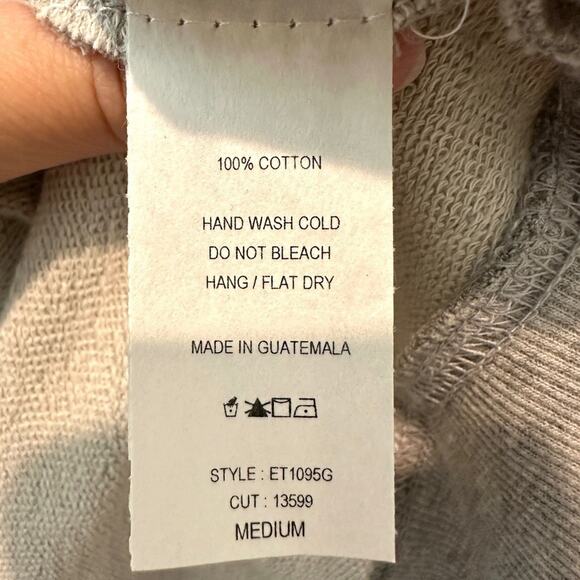 100% COTTON
HAND WASH COLD
DO NOT BLEACH
HANG / FLAT DRY
MADE IN GUATEMALA
STYLE : ET1095G
CUT : 13599
MEDIUM